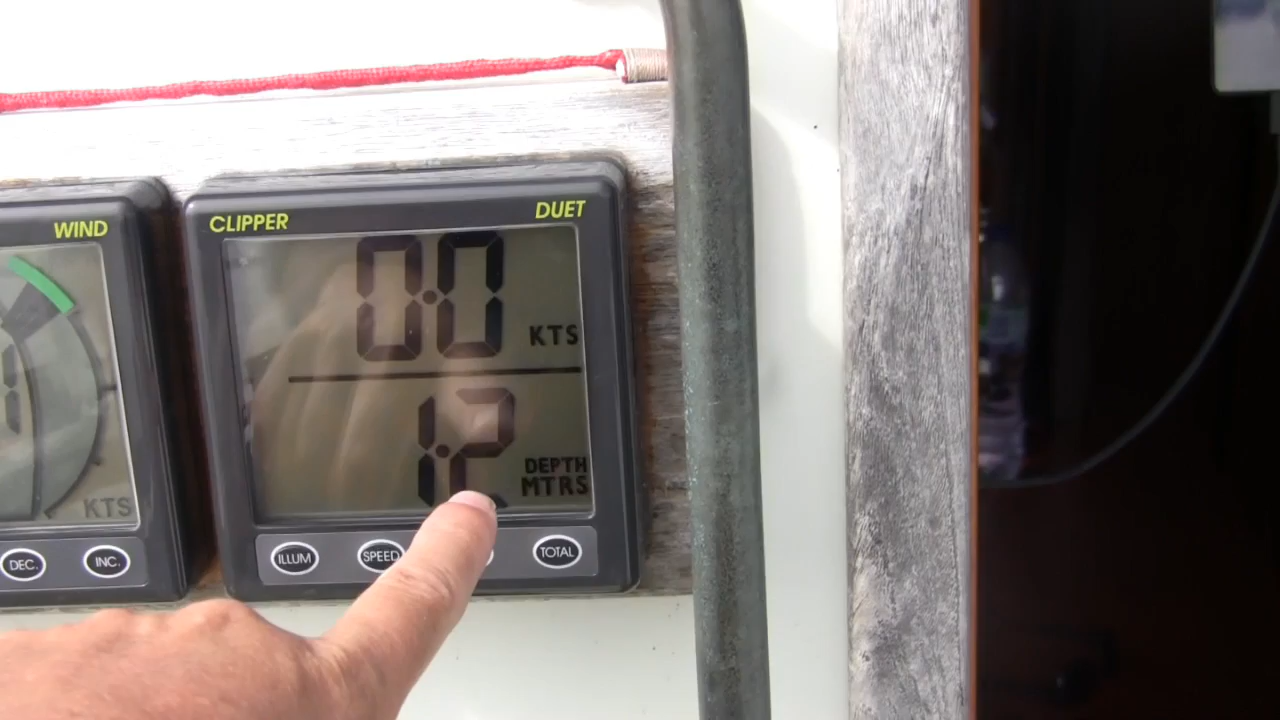 WIND
CLIPPER DUET
0.0 KTS
1.2 DEPTH
MTRS
KTS
DEC. INC.
ILLUM SPEED TOTAL